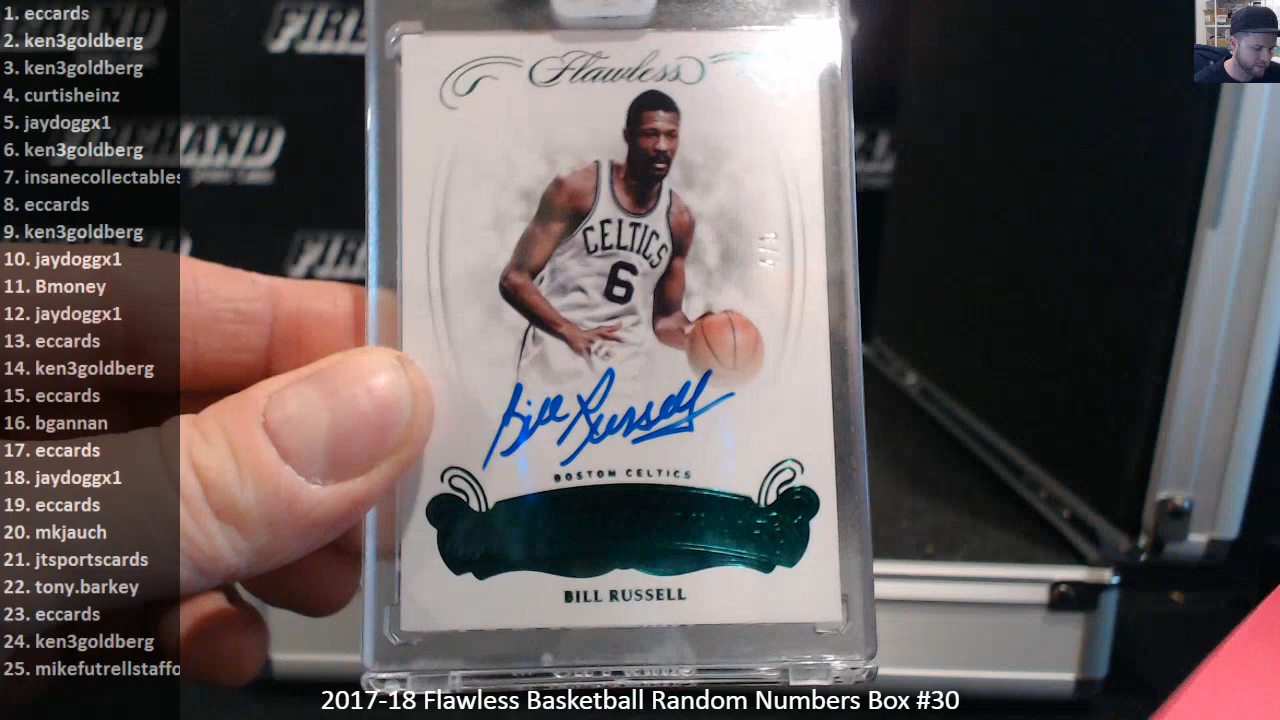 1. eccards
2. ken3goldberg
3. ken3goldberg
4. curtisheinz
5. jaydoggx1
6. ken3goldberg
7. insanecollectables
8. eccards
9. ken3goldberg
10. jaydoggx1
11. Bmoney
12. jaydoggx1
13. eccards
14. ken3goldberg
15. eccards
16. bgannan
17. eccards
18. jaydoggx1
19. eccards
20. mkjauch
21. jtsportscards
22. tony.barkey
23. eccards
24. ken3goldberg
25. mikefutrellstaffo
Flawless
CELTICS
6
Bill Russell
BOSTON CELTICS
BILL RUSSELL
2017-18 Flawless Basketball Random Numbers Box #30